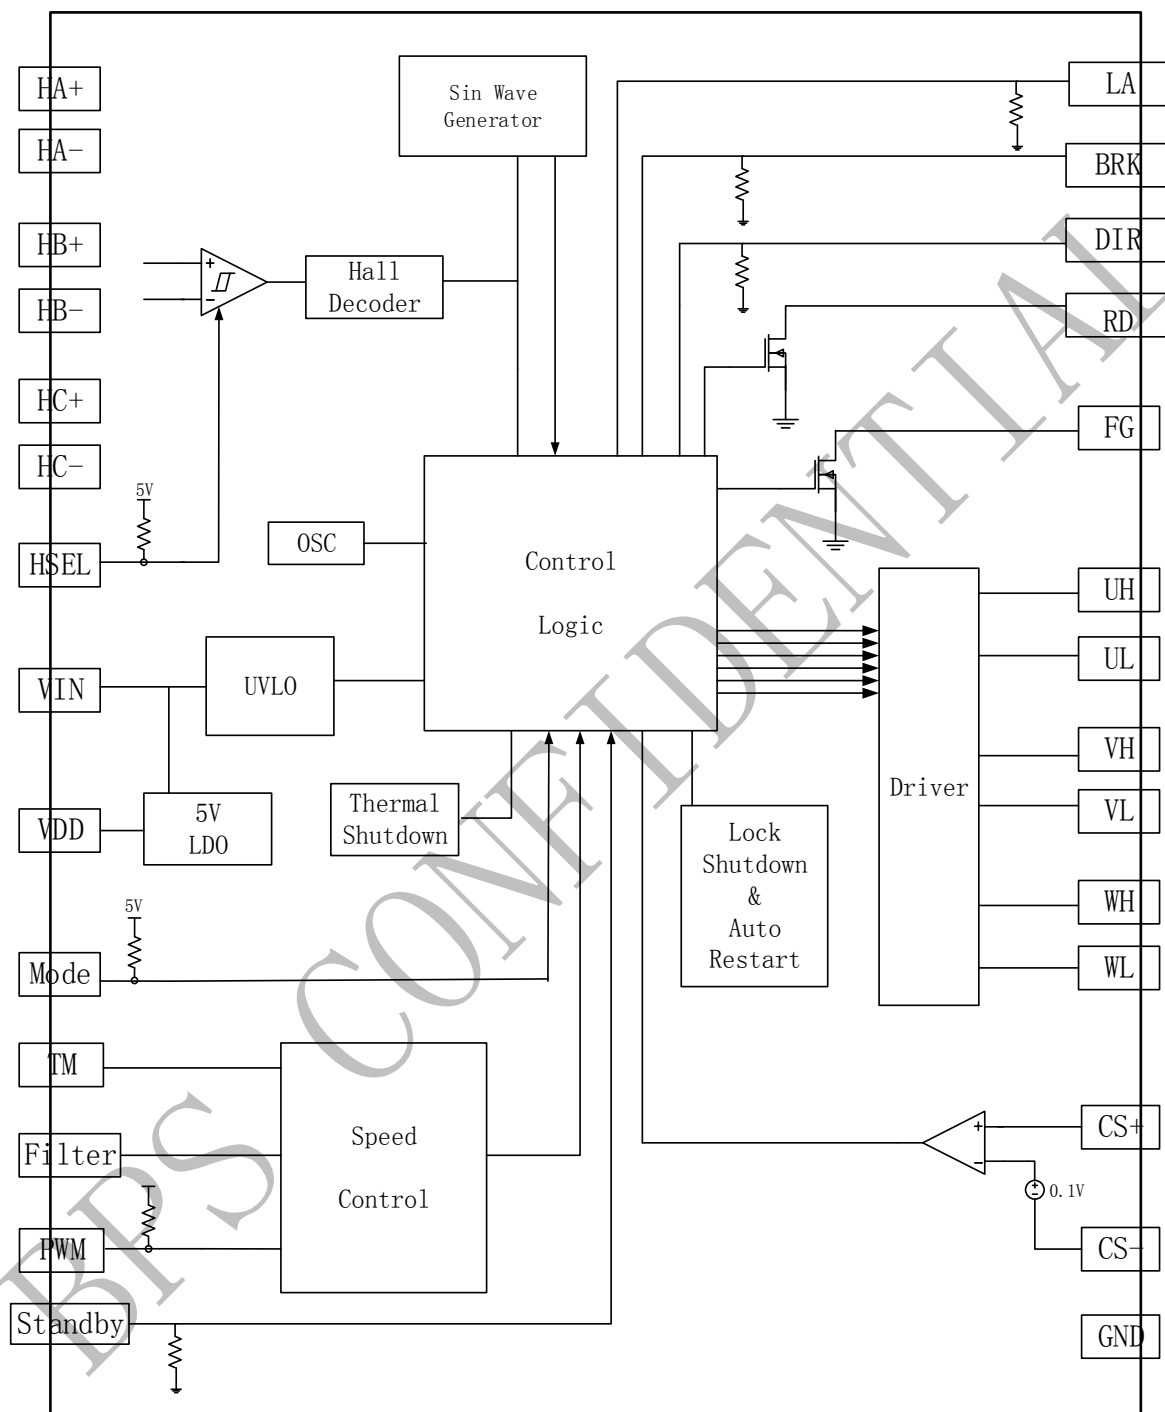 HA+
HA-
HB+
HB-
HC+
HC-
HSEL
VIN
VDD
Mode
TM
Filter
PWM
Standby
5V
5V
+
-
Sin Wave
Generator
Hall
Decoder
OSC
UVLO
5V
LDO
Thermal
Shutdown
Control
Logic
Lock
Shutdown
&
Auto
Restart
Speed
Control
Driver
+
-
+
-
0.1V
LA
BRK
DIR
RD
FG
UH
UL
VH
VL
WH
WL
CS+
CS-
GND
BPS CONFIDENTIAL